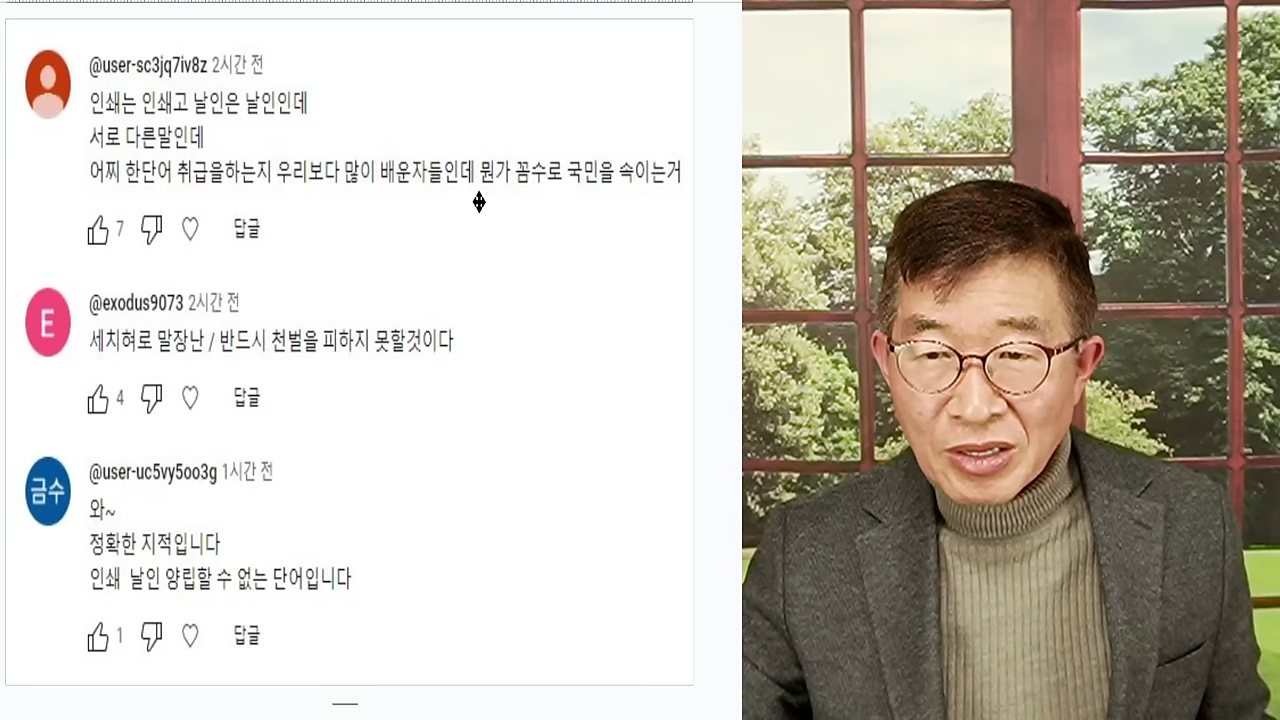 @user-sc3jq7iv8z 2시간 전
인쇄는 인쇄고 날인은 날인인데
서로 다른말인데
어찌 한단어 취급을하는지 우리보다 많이 배운자들인데 뭔가 꼼수로 국민을 속이는거
7 답글
E
@exodus9073 2시간 전
세치혀로 말장난 / 반드시 천벌을 피하지 못할것이다
4 답글
금수
@user-uc5vy5oo3g 1시간 전
와~
정확한 지적입니다
인쇄 날인 양립할 수 없는 단어입니다
1 답글